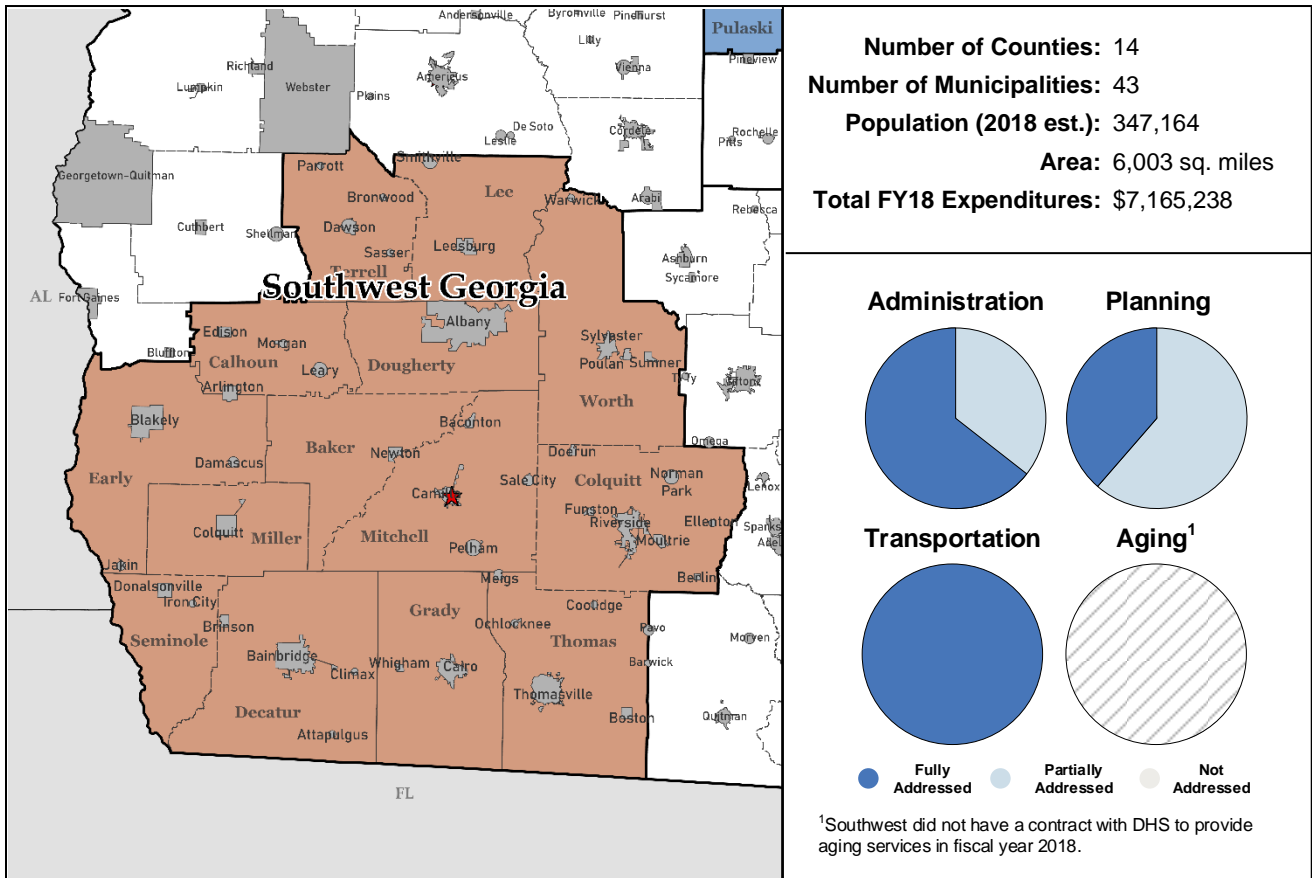 Andersonville
Byromville
Pinehurst
Pulaski
Lilly
Richland
Vienna
Pineview
Americus
Lumpkin
Webster
Plains
De Soto
Leslie
Cordele
Rochelle
Pitts
Smithville
Parrott
Georgetown-Quitman
Lee
Bronwood
Warwick
Arabi
Rebecca
Cuthbert
Shellman
Dawson
Leesburg
Sasser
Ashburn
Terrell
Sycamore
Southwest Georgia
AL
Fort Gaines
Albany
Edison
Sylvester
Morgan
Bluffton
Calhoun
Dougherty
Poulan
Sumner
Leary
Ty Ty
Tifton
Arlington
Worth
Blakely
Baconton
Baker
Omega
Newton
Doerun
Damascus
Early
Sale City
Colquitt
Norman
Park
Lenox
Camilla
Funston
Riverside
Ellenton
Sparks
Colquitt
Miller
Mitchell
Moultrie
Adel
Pelham
Jakin
Meigs
Berlin
Donalsonville
Iron City
Grady
Coolidge
Brinson
Ochlocknee
Seminole
Thomas
Pavo
Morven
Bainbridge
Whigham
Cairo
Barwick
Climax
Thomasville
Decatur
Boston
Quitman
Attapulgus
FL
Number of Counties: 14
Number of Municipalities: 43
Population (2018 est.): 347,164
Area: 6,003 sq. miles
Total FY18 Expenditures: $7,165,238
Administration
Planning
Transportation
Aging¹
Fully
Addressed
Partially
Addressed
Not
Addressed
¹Southwest did not have a contract with DHS to provide
aging services in fiscal year 2018.